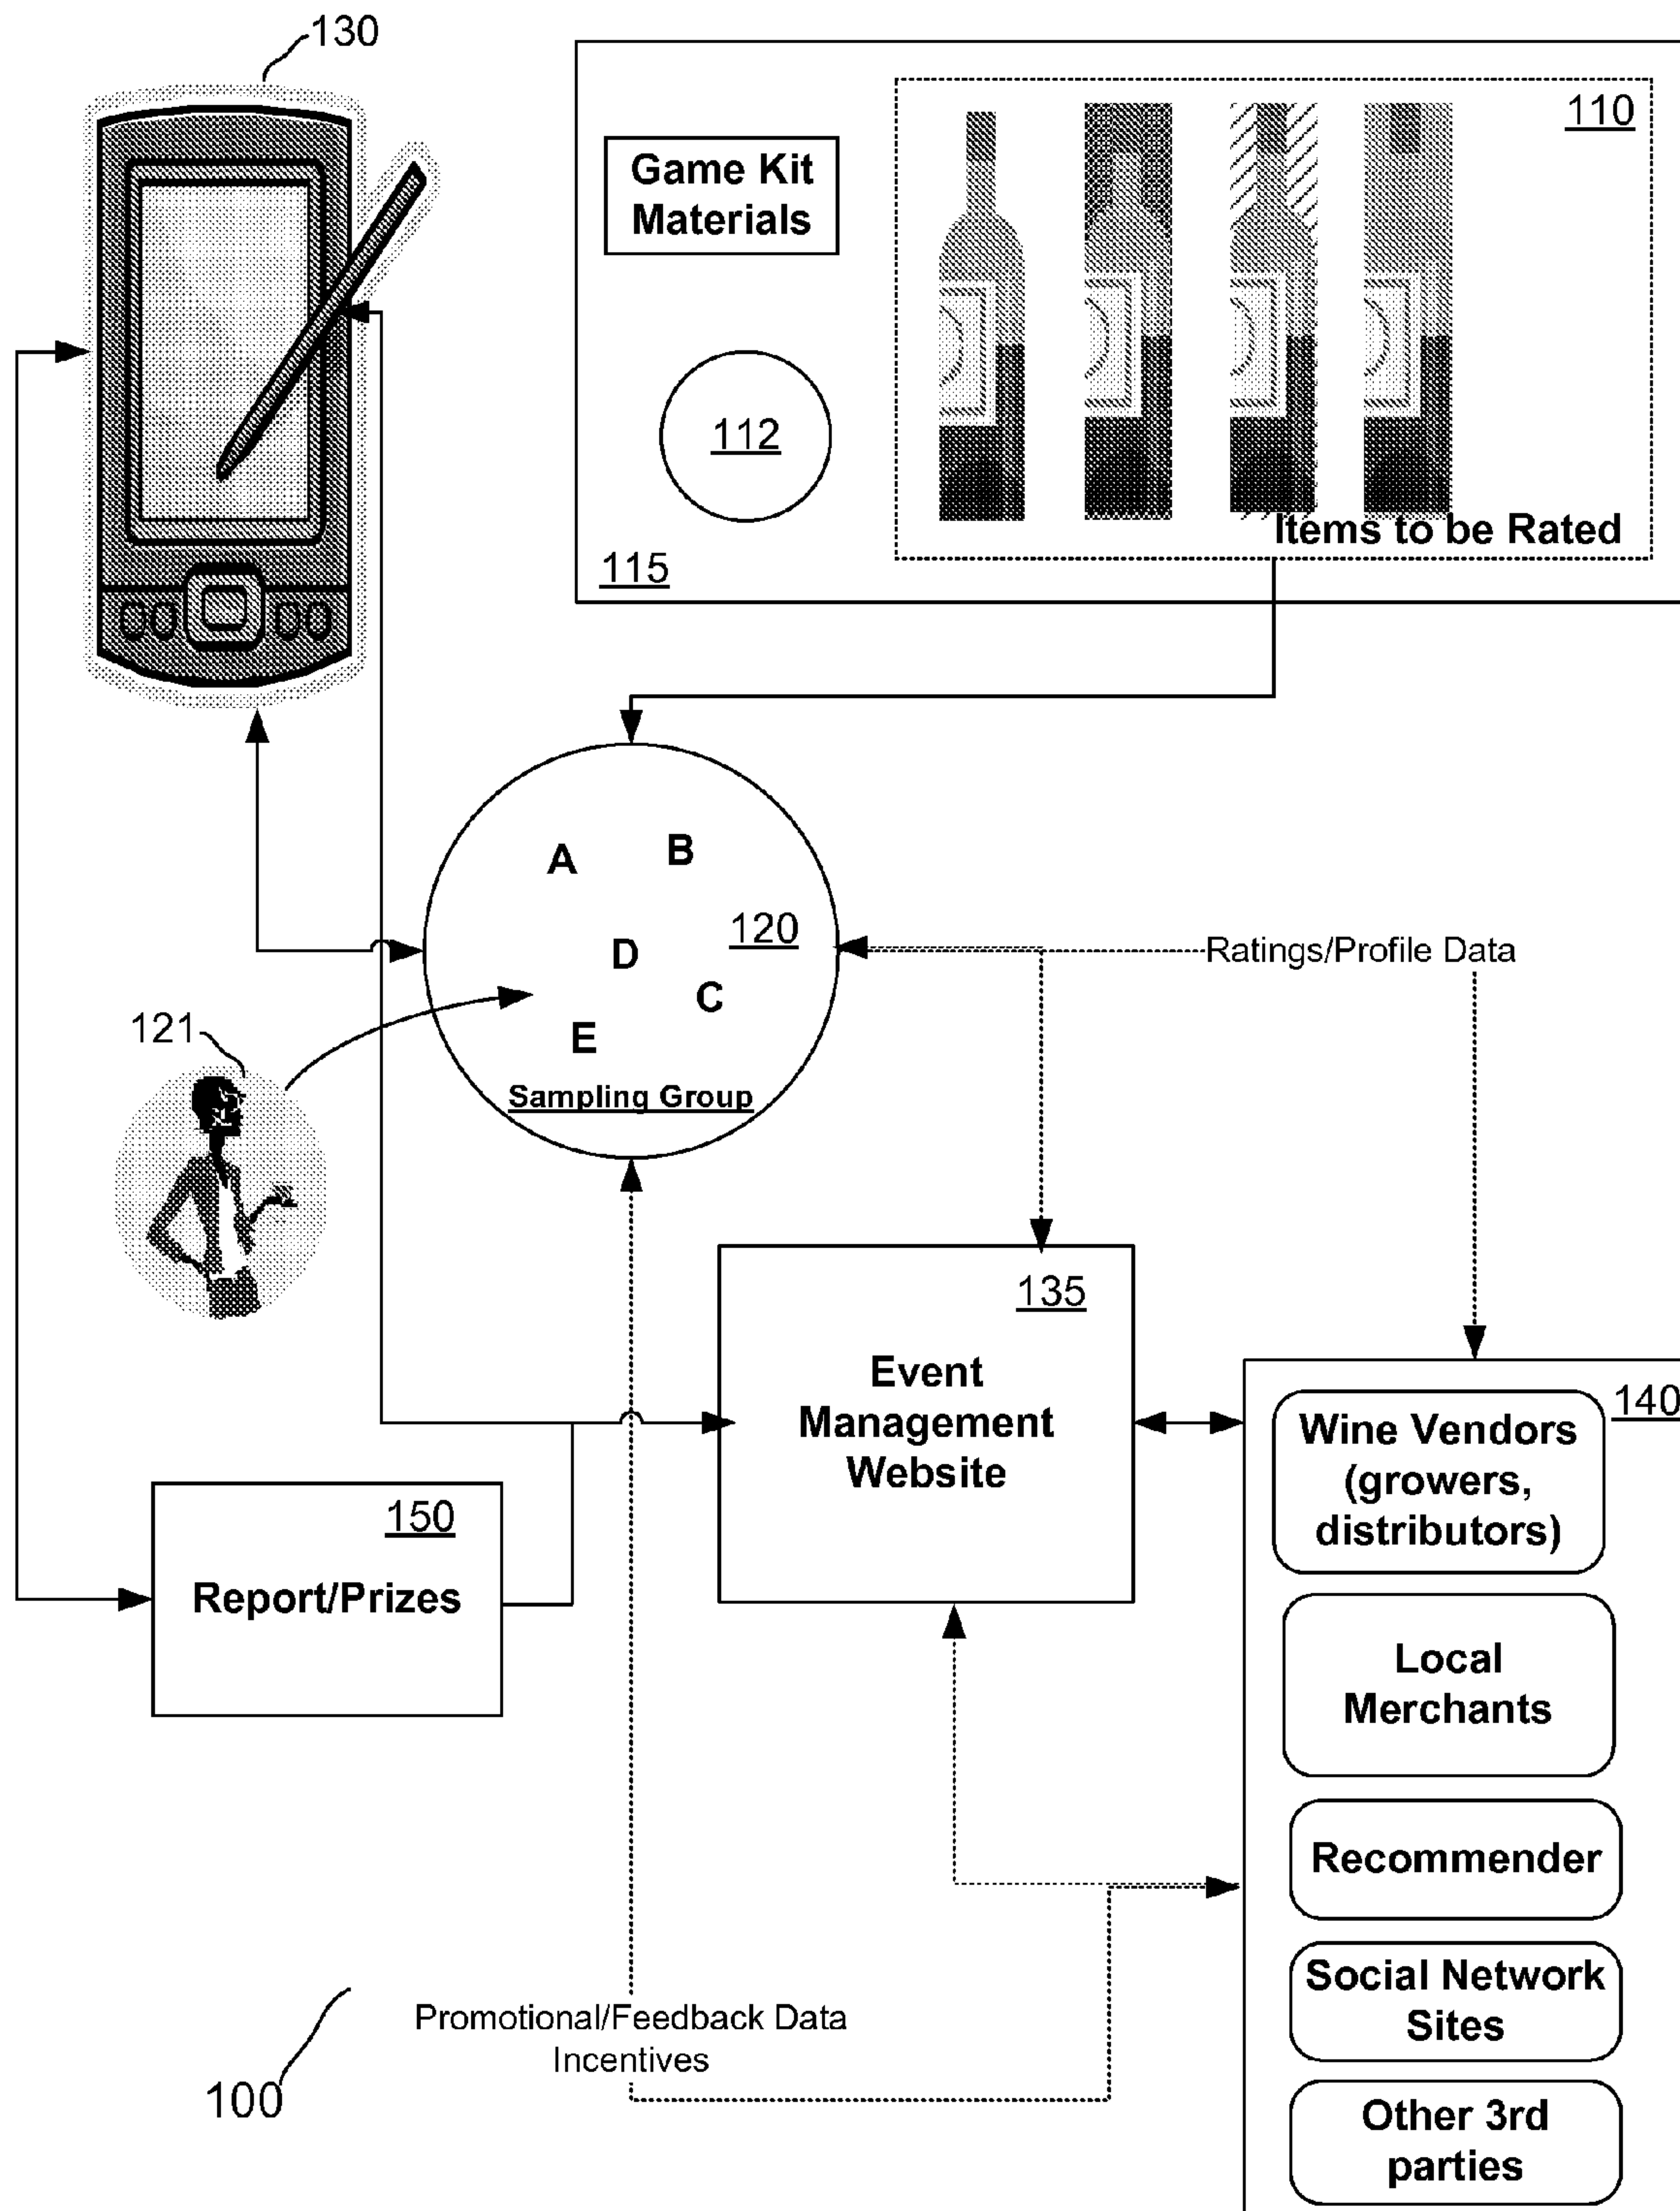 130
110
Game Kit
Materials
112
Items to be Rated
115
A
B
120
D
C
E
Sampling Group
Ratings/Profile Data
121
135
Event
Management
Website
140
Wine Vendors
(growers,
distributors)
150
Report/Prizes
Local
Merchants
Recommender
Social Network
Sites
Promotional/Feedback Data
Incentives
100
Other 3rd
parties